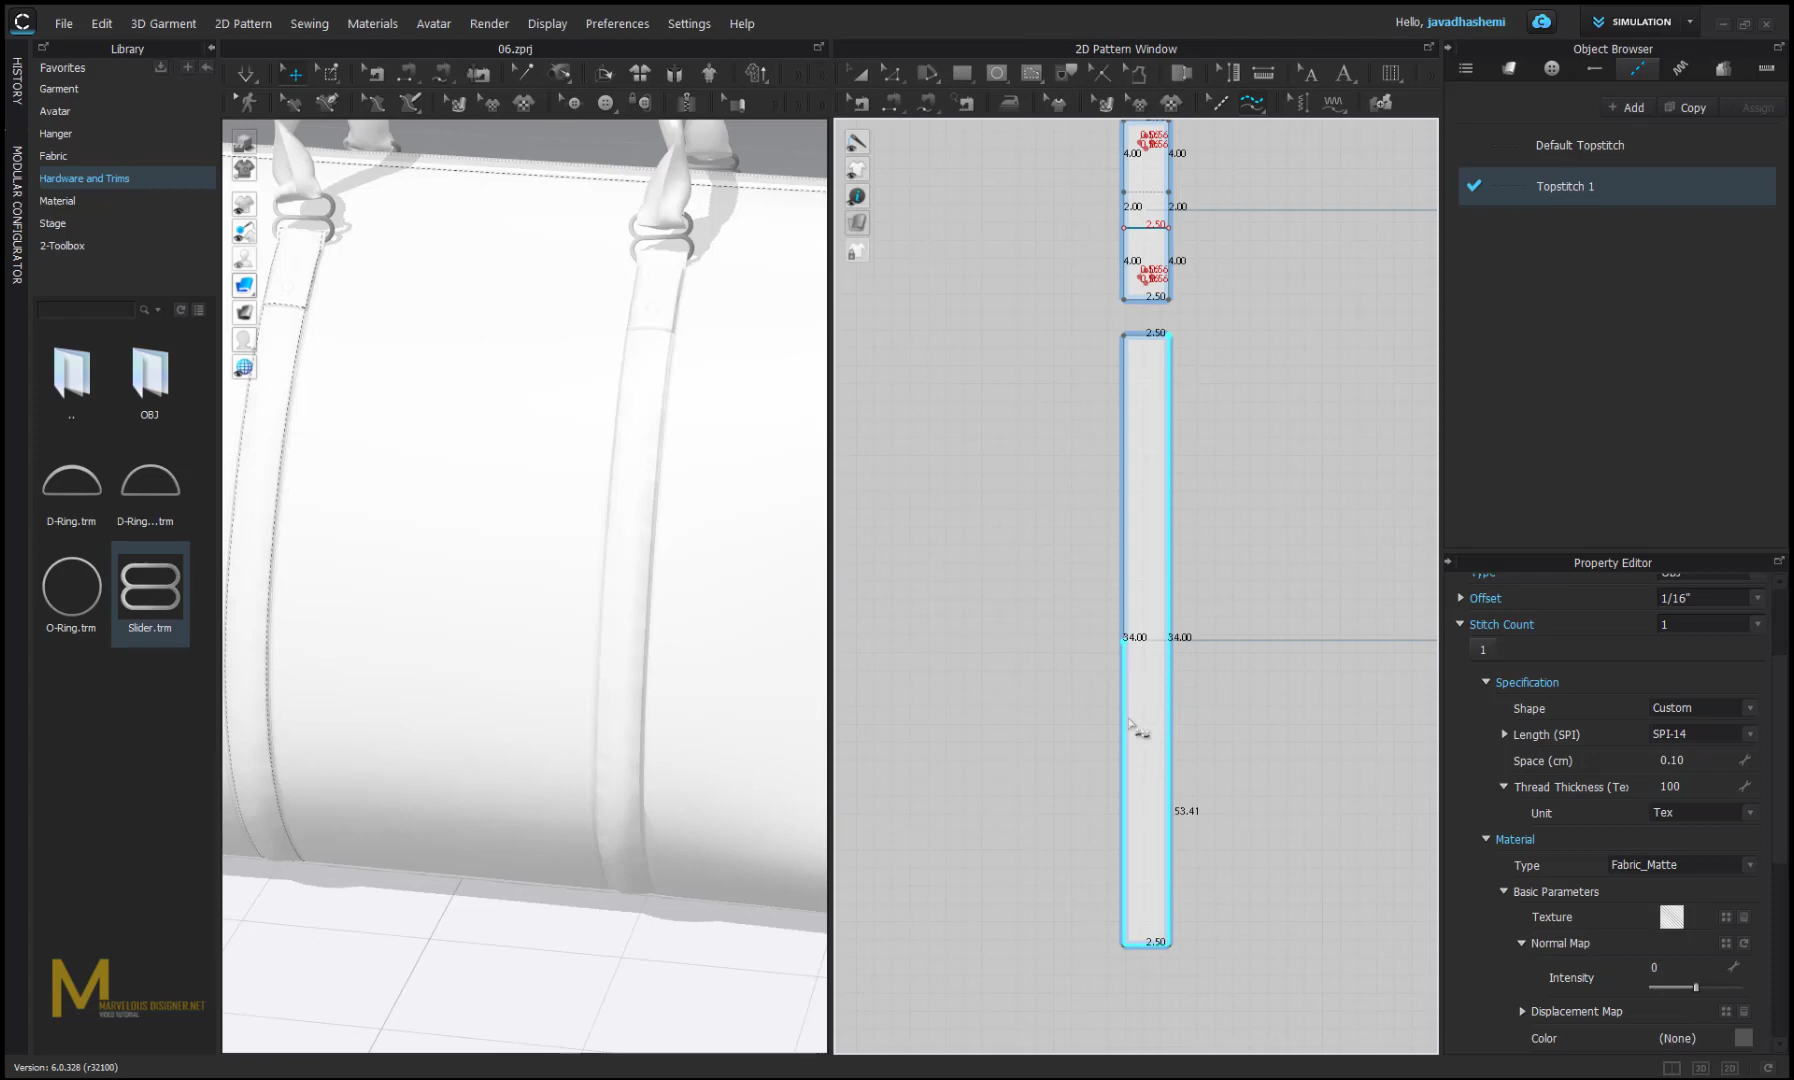 File Edit 3D Garment 2D Pattern Sewing Materials Avatar Render Display Preferences Settings Help
Hello, javadhashemi
SIMULATION
Library
06.zprj
2D Pattern Window
Object Browser
HISTORY
MODULAR CONFIGURATOR
Favorites
Garment
Avatar
Hanger
Fabric
Hardware and Trims
Material
Stage
2-Toolbox
..
OBJ
D-Ring.trm
D-Ring...trm
O-Ring.trm
Slider.trm
4.00 4.00
2.00 2.00
2.50
4.00 4.00
2.50
2.50
34.00 34.00
53.41
2.50
+ Add
Copy
Assign
Default Topstitch
Topstitch 1
Property Editor
Type OBJ
Offset 1/16"
Stitch Count 1
1
Specification
Shape Custom
Length (SPI) SPI-14
Space (cm) 0.10
Thread Thickness (Te 100
Unit Tex
Material
Type Fabric_Matte
Basic Parameters
Texture
Normal Map
Intensity 0
Displacement Map
Color (None)
M
MARVELOUS DISIGNER.NET
VIDEO TUTORIAL
Version: 6.0.328 (r32100)
3D 2D